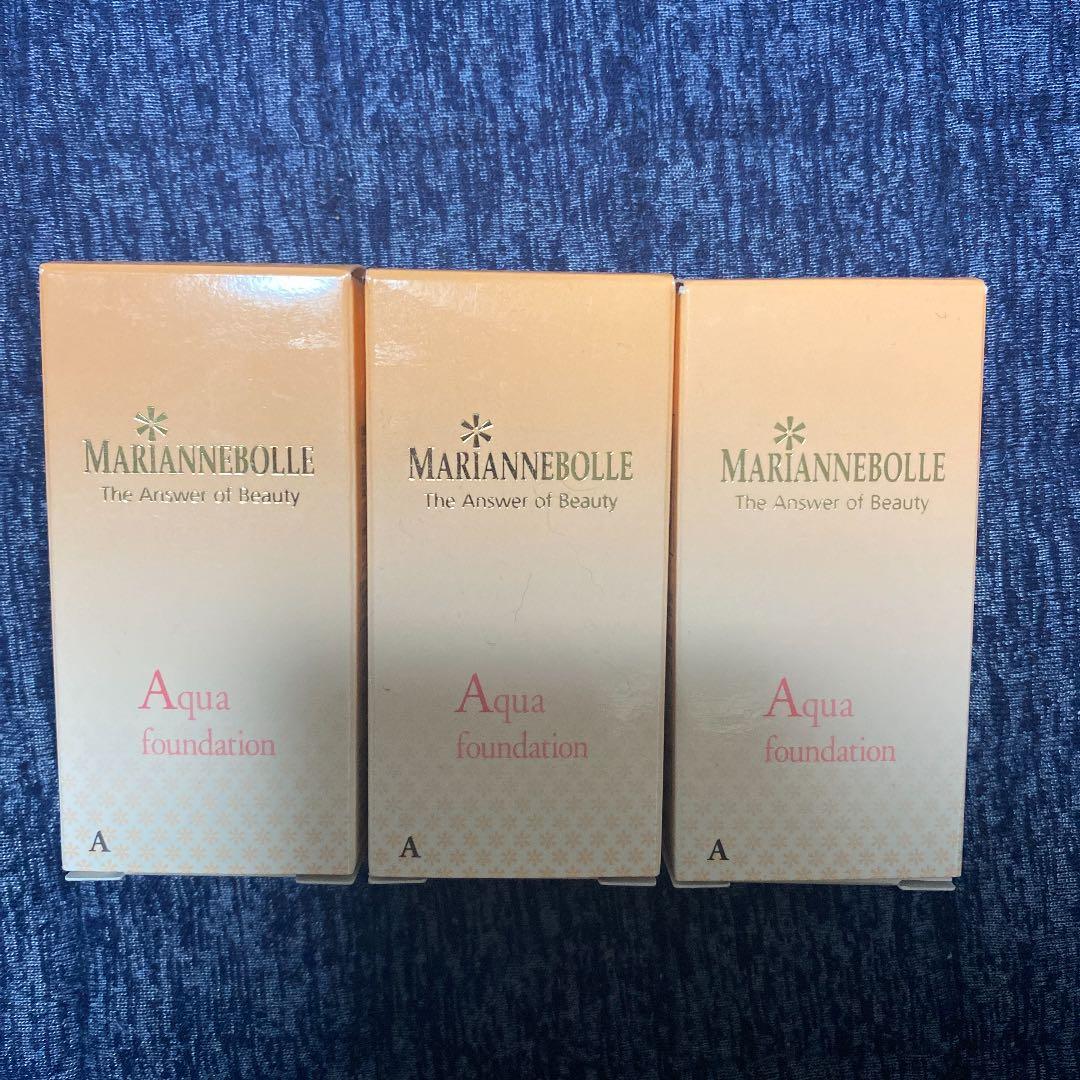 MARIANNEBOLLE
The Answer of Beauty
Aqua
foundation
A
MARIANNEBOLLE
The Answer of Beauty
Aqua
foundation
A
MARIANNEBOLLE
The Answer of Beauty
Aqua
foundation
A